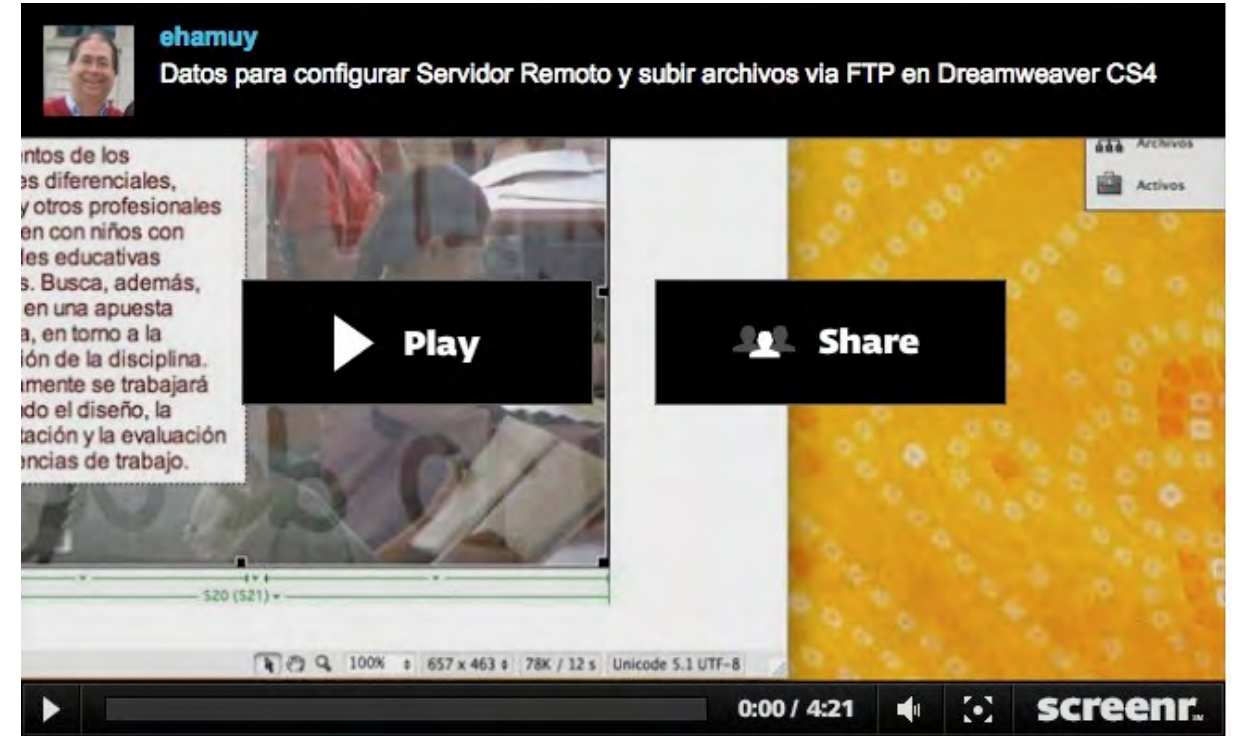 ehamuy
Datos para configurar Servidor Remoto y subir archivos via FTP en Dreamweaver CS4
ntos de los
es diferenciales,
y otros profesionales
en con niños con
les educativas
s. Busca, además,
en una apuesta
a, en torno a la
ión de la disciplina.
amente se trabajará
do el diseño, la
tación y la evaluación
encias de trabajo.
Archivos
Activos
Play
Share
520 (521)
100%
657 x 463
78K / 12 s
Unicode 5.1 UTF-8
0:00 / 4:21
screenr